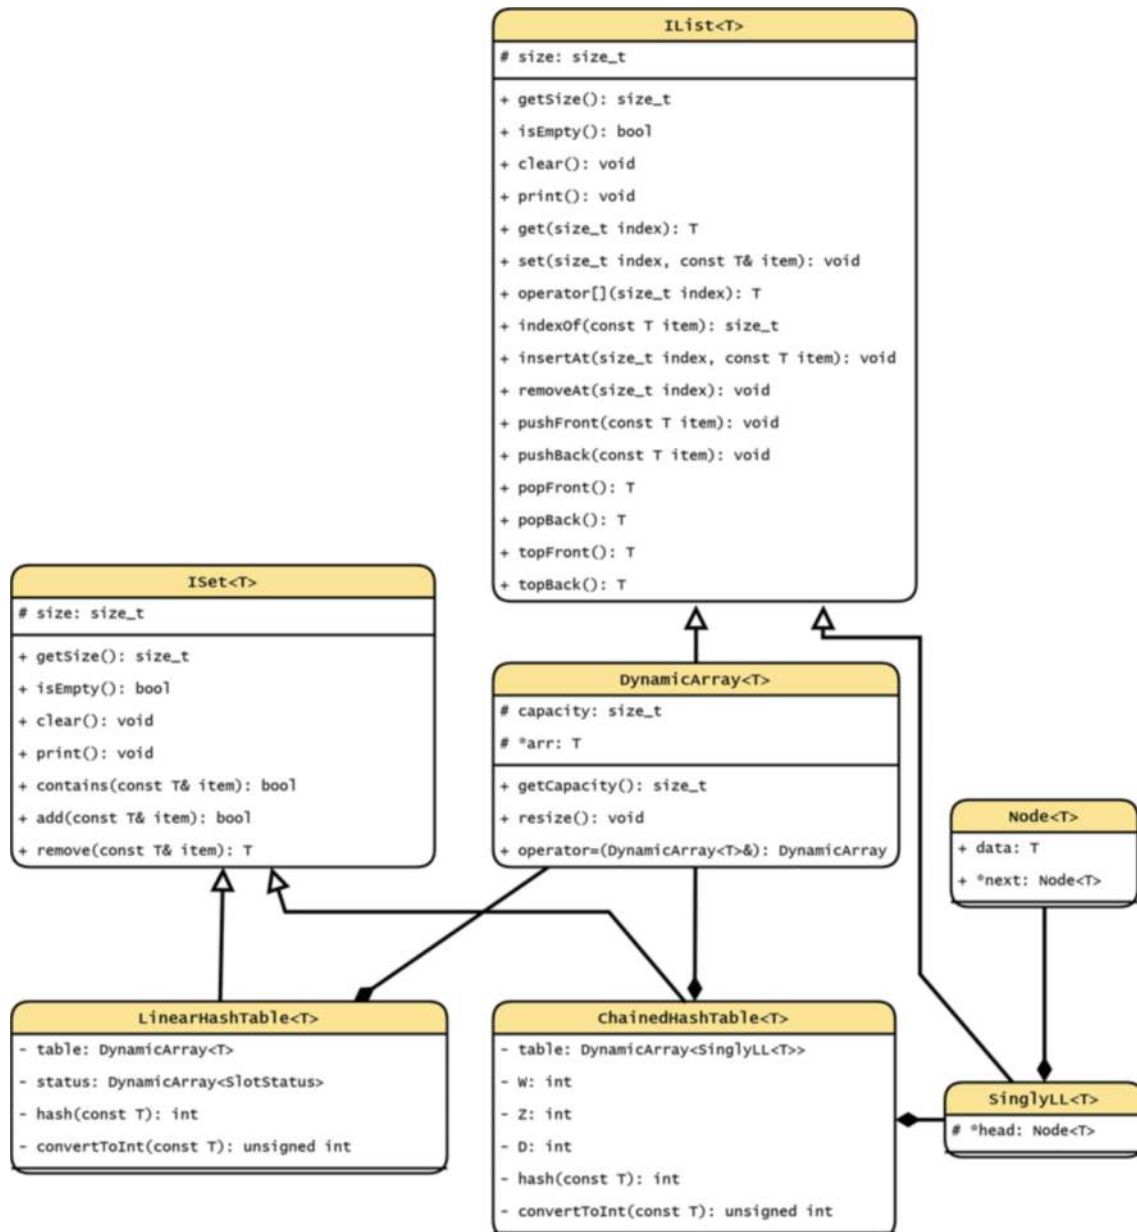 IList<T>
# size: size_t
+ getSize(): size_t
+ isEmpty(): bool
+ clear(): void
+ print(): void
+ get(size_t index): T
+ set(size_t index, const T& item): void
+ operator[](size_t index): T
+ indexOf(const T item): size_t
+ insertAt(size_t index, const T item): void
+ removeAt(size_t index): void
+ pushFront(const T item): void
+ pushBack(const T item): void
+ popFront(): T
+ popBack(): T
+ topFront(): T
+ topBack(): T
ISet<T>
# size: size_t
+ getSize(): size_t
+ isEmpty(): bool
+ clear(): void
+ print(): void
+ contains(const T& item): bool
+ add(const T& item): bool
+ remove(const T& item): T
DynamicArray<T>
# capacity: size_t
# *arr: T
+ getCapacity(): size_t
+ resize(): void
+ operator=(DynamicArray<T>&): DynamicArray
Node<T>
+ data: T
+ *next: Node<T>
LinearHashTable<T>
- table: DynamicArray<T>
- status: DynamicArray<SlotStatus>
- hash(const T): int
- convertToInt(const T): unsigned int
ChainedHashTable<T>
- table: DynamicArray<SinglyLL<T>>
- W: int
- Z: int
- D: int
- hash(const T): int
- convertToInt(const T): unsigned int
SinglyLL<T>
# *head: Node<T>